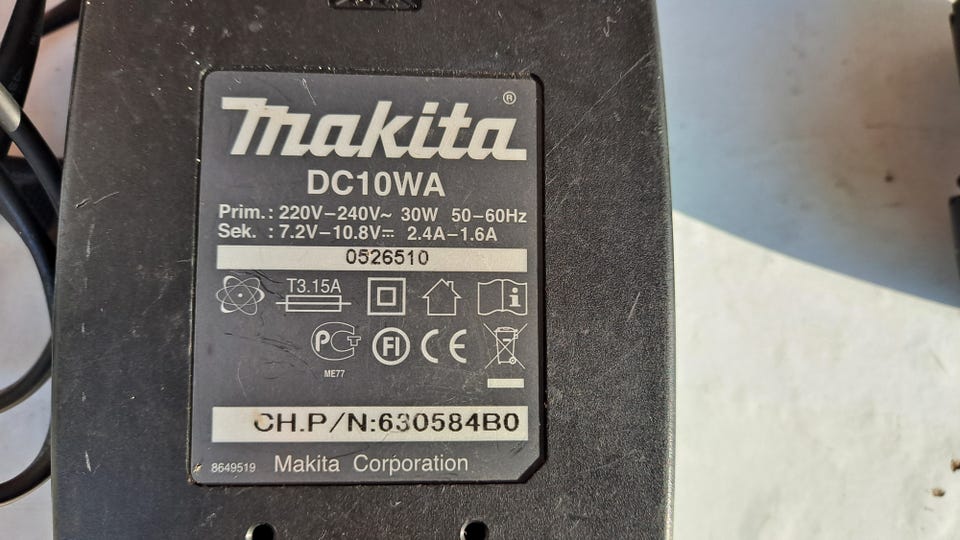 makita®
DC10WA
Prim.: 220V–240V~ 30W 50–60Hz
Sek. : 7.2V–10.8V⎓ 2.4A–1.6A
0526510
T3.15A
i
PCT FI CE
ME77
CH.P/N:630584B0
8649519 Makita Corporation